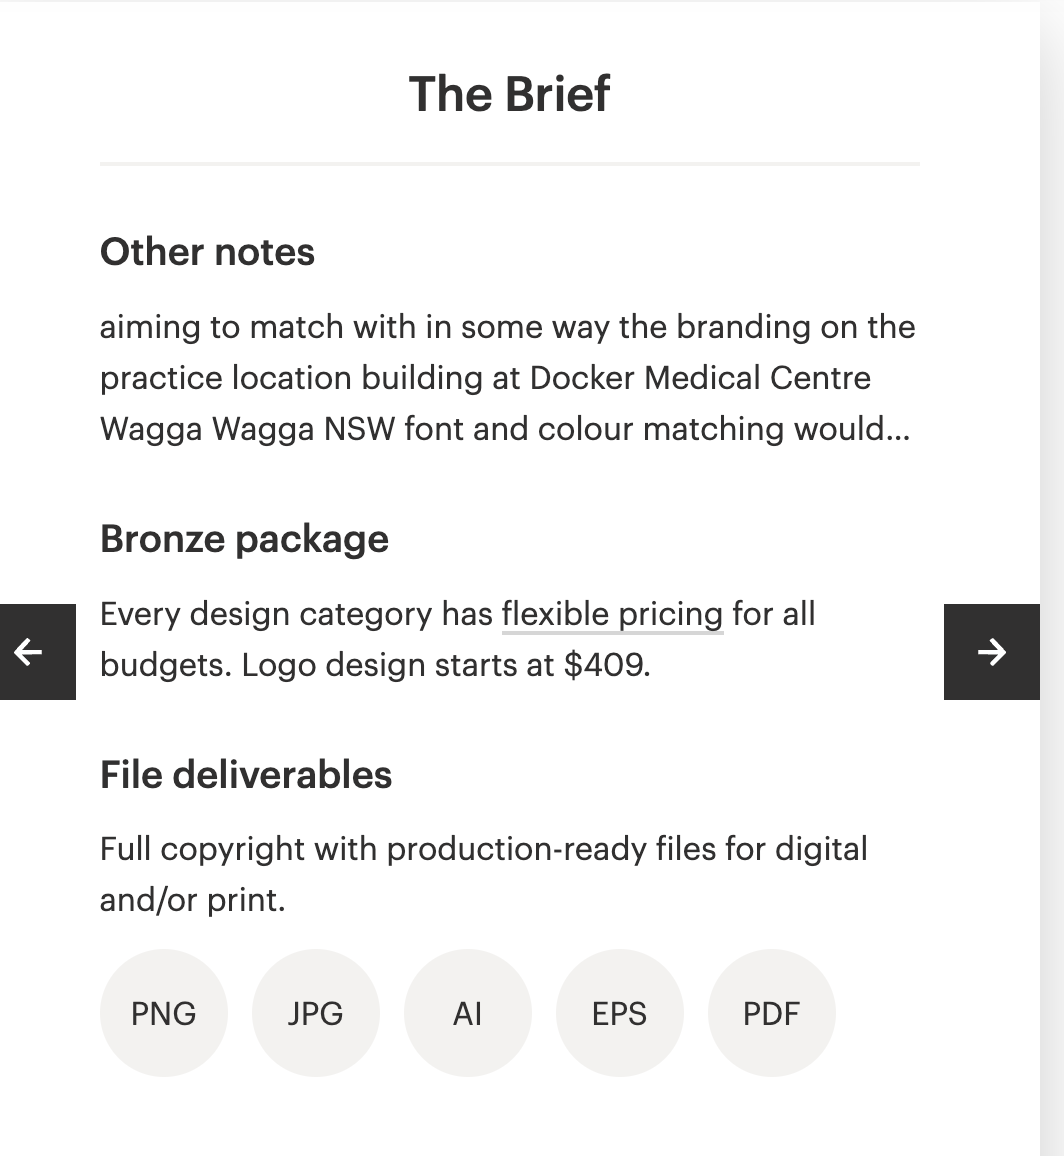 The Brief
Other notes
aiming to match with in some way the branding on the
practice location building at Docker Medical Centre
Wagga Wagga NSW font and colour matching would...
Bronze package
Every design category has flexible pricing for all
budgets. Logo design starts at $409.
File deliverables
Full copyright with production-ready files for digital
and/or print.
PNG JPG AI EPS PDF